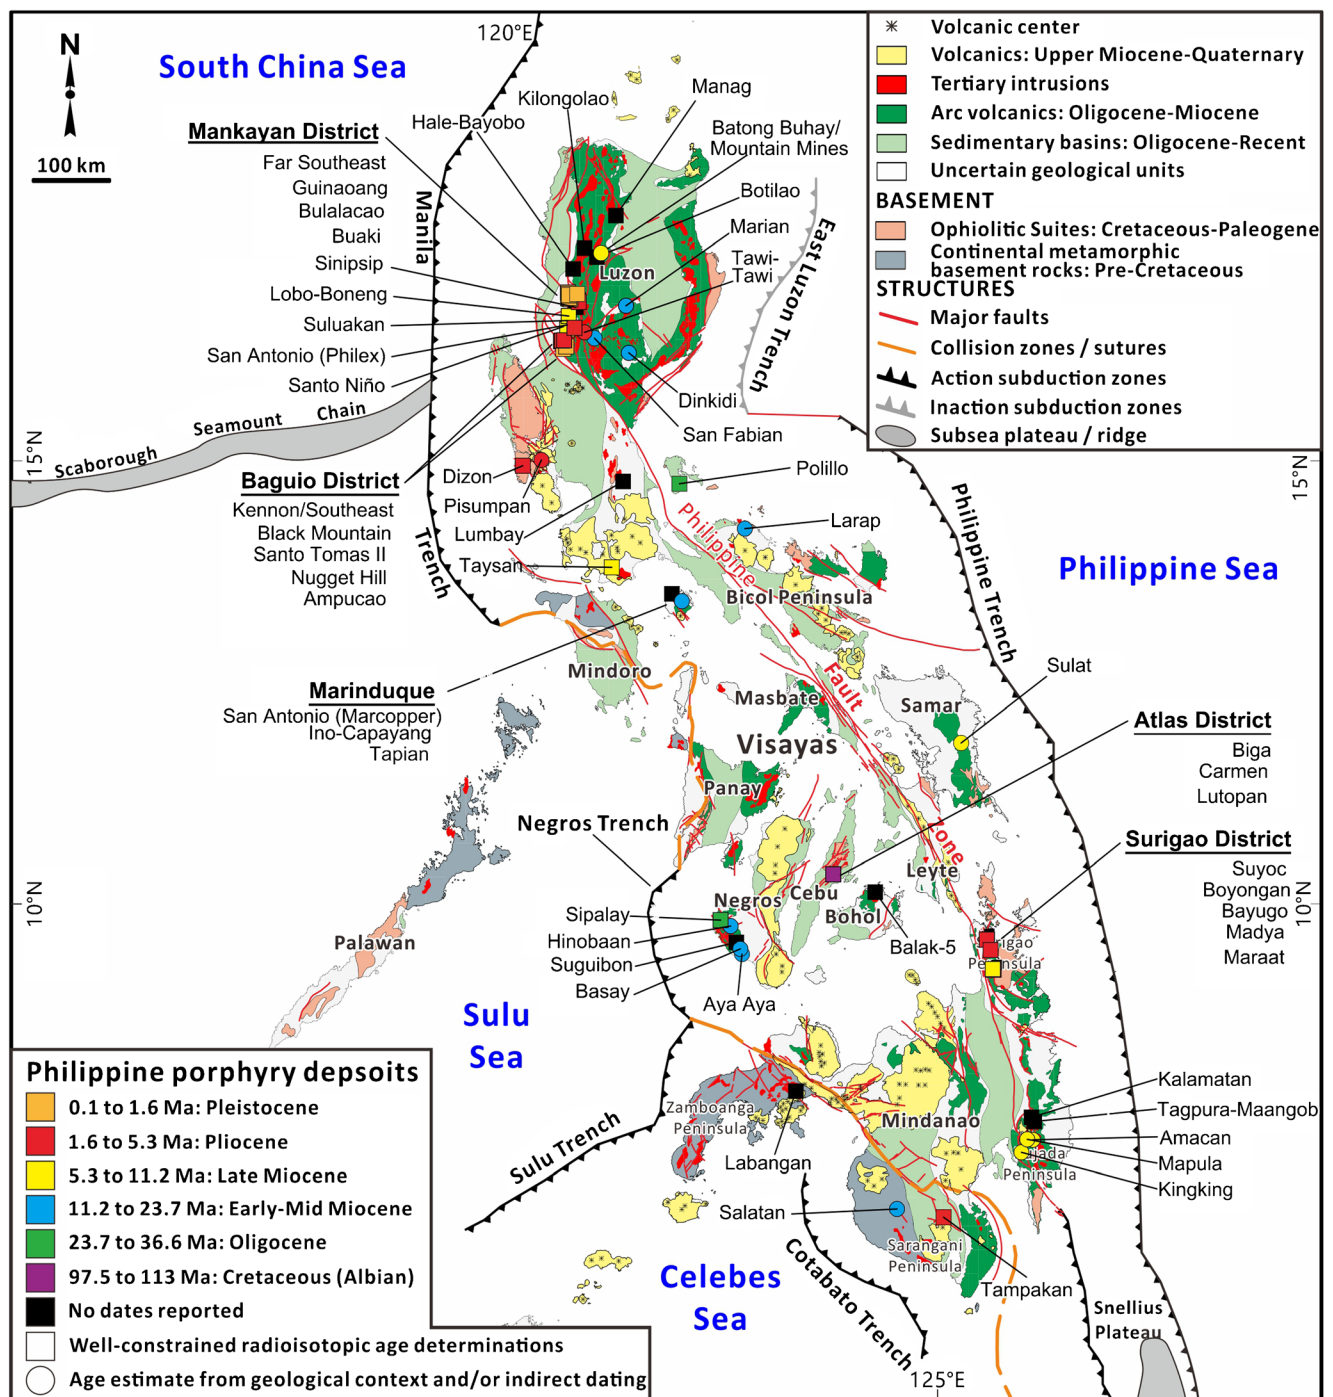 N
100 km
South China Sea
120°E
Volcanic center
Volcanics: Upper Miocene-Quaternary
Tertiary intrusions
Arc volcanics: Oligocene-Miocene
Sedimentary basins: Oligocene-Recent
Uncertain geological units
BASEMENT
Ophiolitic Suites: Cretaceous-Paleogene
Continental metamorphic
basement rocks: Pre-Cretaceous
STRUCTURES
Major faults
Collision zones / sutures
Action subduction zones
Inaction subduction zones
Subsea plateau / ridge
Kilongolao
Manag
Hale-Bayobo
Batong Buhay/
Mountain Mines
Botilao
Marian
Tawi-
Tawi
Mankayan District
Far Southeast
Guinaoang
Bulalacao
Buaki
Sinipsip
Lobo-Boneng
Suluakan
San Antonio (Philex)
Santo Niño
Manila
Trench
Luzon
East Luzon Trench
Dinkidi
San Fabian
Scaborough Seamount Chain
15°N
15°N
Baguio District
Kennon/Southeast
Black Mountain
Santo Tomas II
Nugget Hill
Ampucao
Dizon
Pisumpan
Lumbay
Taysan
Polillo
Larap
Philippine Fault Zone
Philippine Trench
Philippine Sea
Bicol Peninsula
Mindoro
Marinduque
San Antonio (Marcopper)
Ino-Capayang
Tapian
Masbate
Samar
Sulat
Visayas
Panay
Atlas District
Biga
Carmen
Lutopan
Negros Trench
Surigao District
Suyoc
Boyongan
Bayugo
Madya
Maraat
10°N
10°N
Leyte
Negros
Cebu
Bohol
Palawan
Sipalay
Hinobaan
Suguibon
Basay
Aya Aya
Balak-5
rigao
Pe nsula
Sulu
Sea
Zamboanga
Peninsula
Sulu Trench
Labangan
Mindanao
Kalamatan
Tagpura-Maangob
Amacan
Mapula
Kingking
ujada
Peninsula
Salatan
Sarangani
Peninsula
Tampakan
Celebes
Sea
Cotabato Trench
125°E
Snellius
Plateau
Philippine porphyry depsoits
0.1 to 1.6 Ma: Pleistocene
1.6 to 5.3 Ma: Pliocene
5.3 to 11.2 Ma: Late Miocene
11.2 to 23.7 Ma: Early-Mid Miocene
23.7 to 36.6 Ma: Oligocene
97.5 to 113 Ma: Cretaceous (Albian)
No dates reported
Well-constrained radioisotopic age determinations
Age estimate from geological context and/or indirect dating